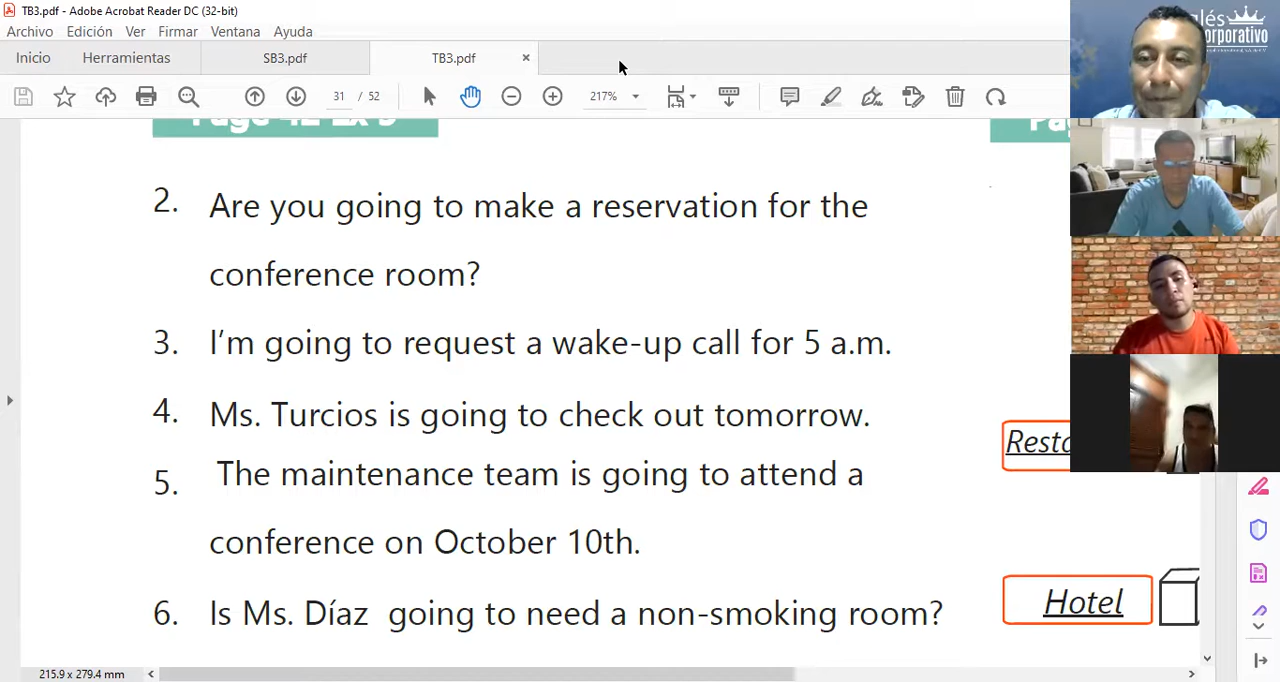 TB3.pdf - Adobe Acrobat Reader DC (32-bit)
Archivo Edición Ver Firmar Ventana Ayuda
Inicio Herramientas SB3.pdf TB3.pdf ×
31 / 52 217%
2. Are you going to make a reservation for the
conference room?
3. I'm going to request a wake-up call for 5 a.m.
4. Ms. Turcios is going to check out tomorrow.
5. The maintenance team is going to attend a
conference on October 10th.
6. Is Ms. Díaz going to need a non-smoking room?
Hotel
215.9 x 279.4 mm